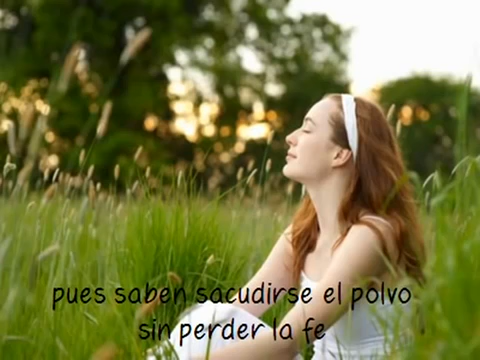 pues saben sacudirse el polvo
sin perder la fe